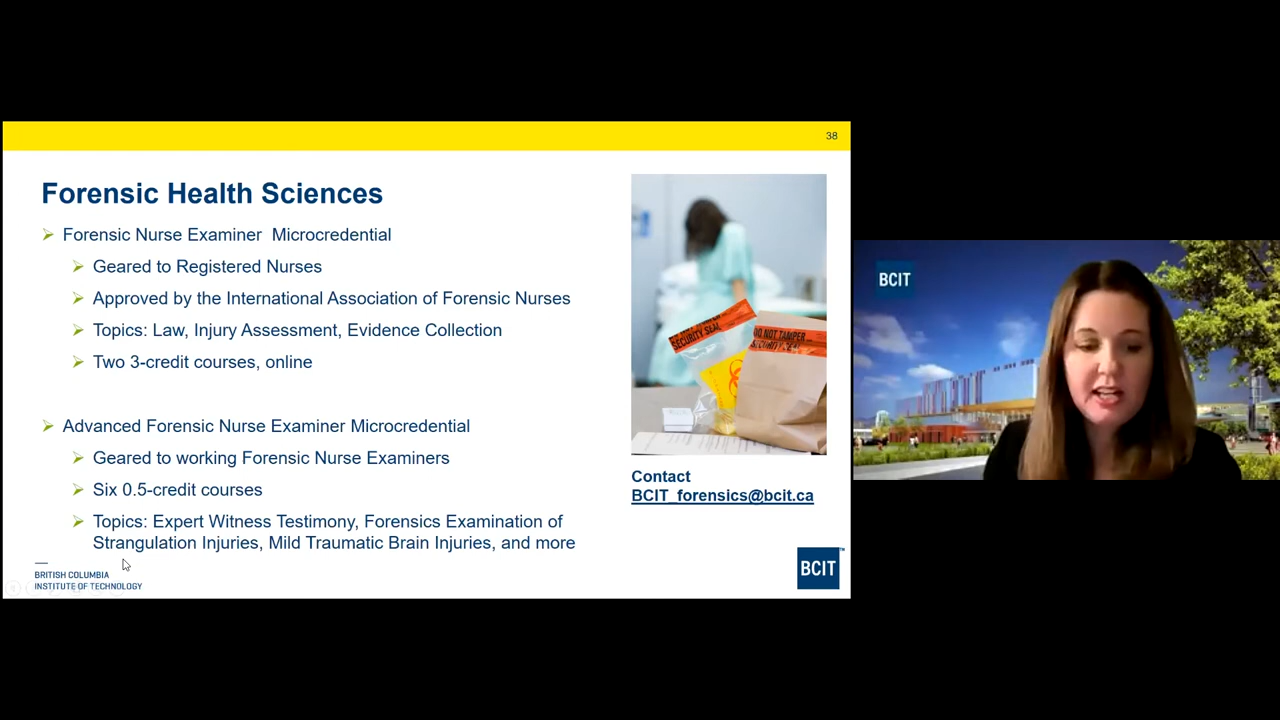 38
Forensic Health Sciences
Forensic Nurse Examiner Microcredential
Geared to Registered Nurses
Approved by the International Association of Forensic Nurses
Topics: Law, Injury Assessment, Evidence Collection
Two 3-credit courses, online
Advanced Forensic Nurse Examiner Microcredential
Geared to working Forensic Nurse Examiners
Six 0.5-credit courses
Topics: Expert Witness Testimony, Forensics Examination of
Strangulation Injuries, Mild Traumatic Brain Injuries, and more
BRITISH COLUMBIA
INSTITUTE OF TECHNOLOGY
SECURITY SEAL
DO NOT TAMPER
SECURITY SEAL
Contact
BCIT_forensics@bcit.ca
BCIT
BCIT